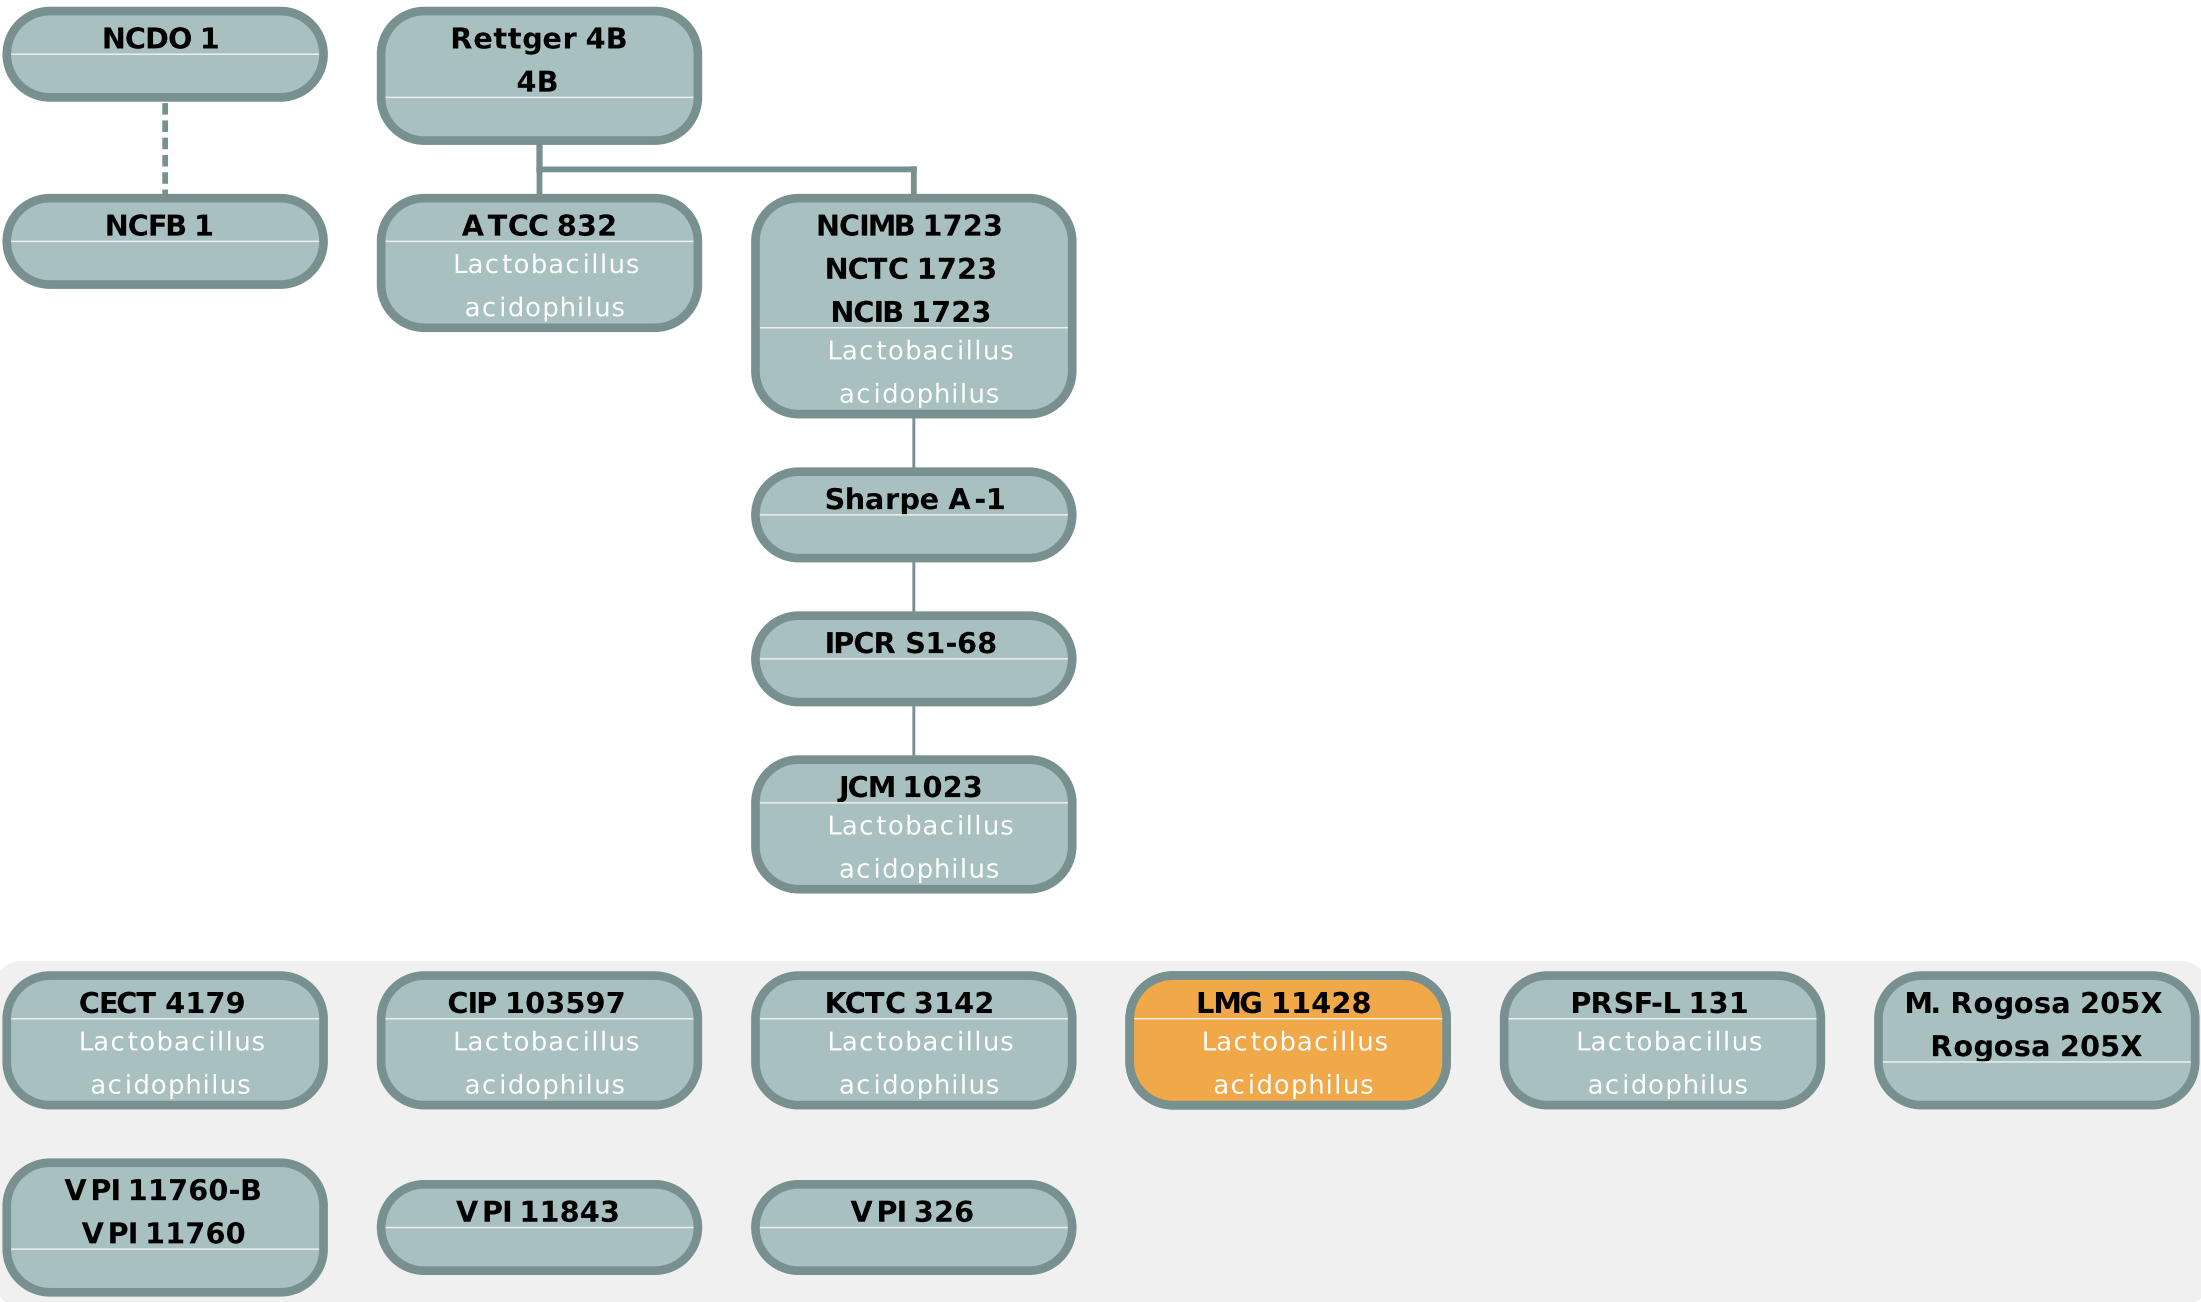 NCDO 1
Rettger 4B
4B
NCFB 1
ATCC 832
Lactobacillus
acidophilus
NCIMB 1723
NCTC 1723
NCIB 1723
Lactobacillus
acidophilus
Sharpe A-1
IPCR S1-68
JCM 1023
Lactobacillus
acidophilus
CECT 4179
Lactobacillus
acidophilus
CIP 103597
Lactobacillus
acidophilus
KCTC 3142
Lactobacillus
acidophilus
LMG 11428
Lactobacillus
acidophilus
PRSF-L 131
Lactobacillus
acidophilus
M. Rogosa 205X
Rogosa 205X
VPI 11760-B
VPI 11760
VPI 11843
VPI 326